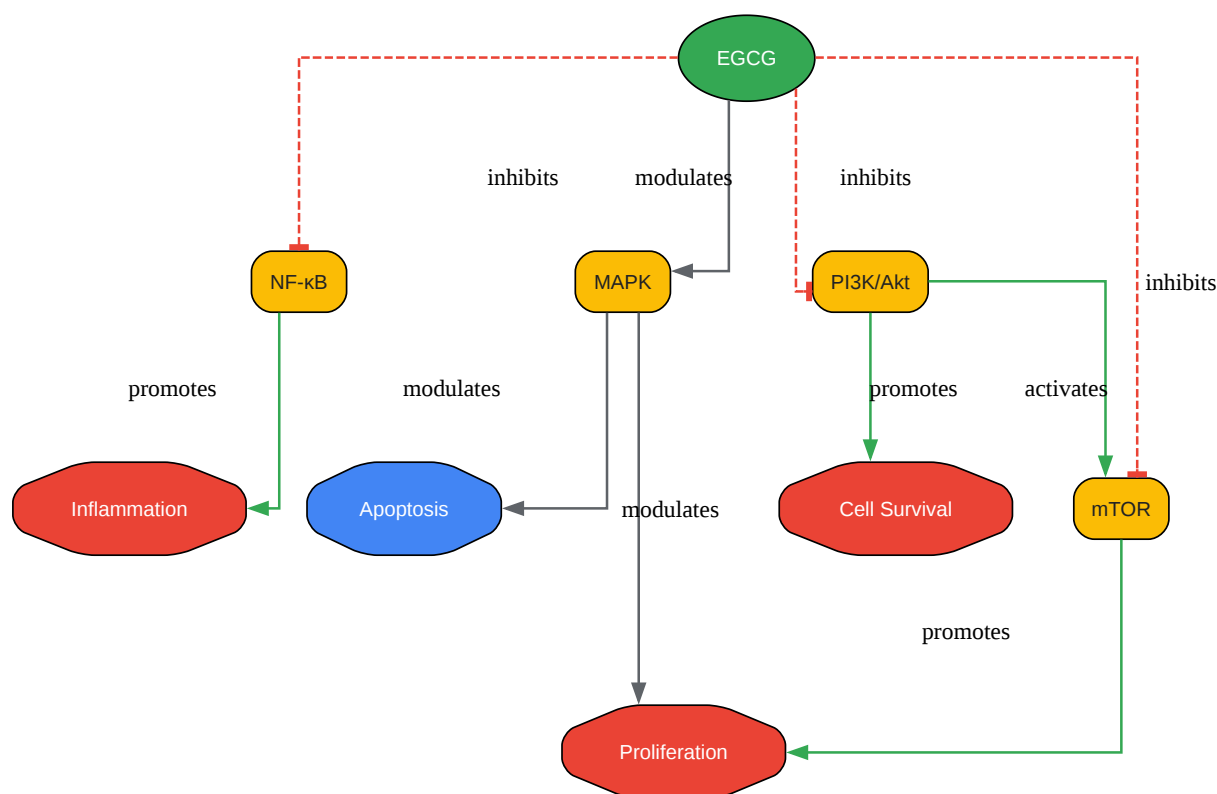 EGCG
inhibits
modulates
inhibits
NF-κB
MAPK
PI3K/Akt
inhibits
promotes
modulates
promotes
activates
Inflammation
Apoptosis
modulates
Cell Survival
mTOR
promotes
Proliferation